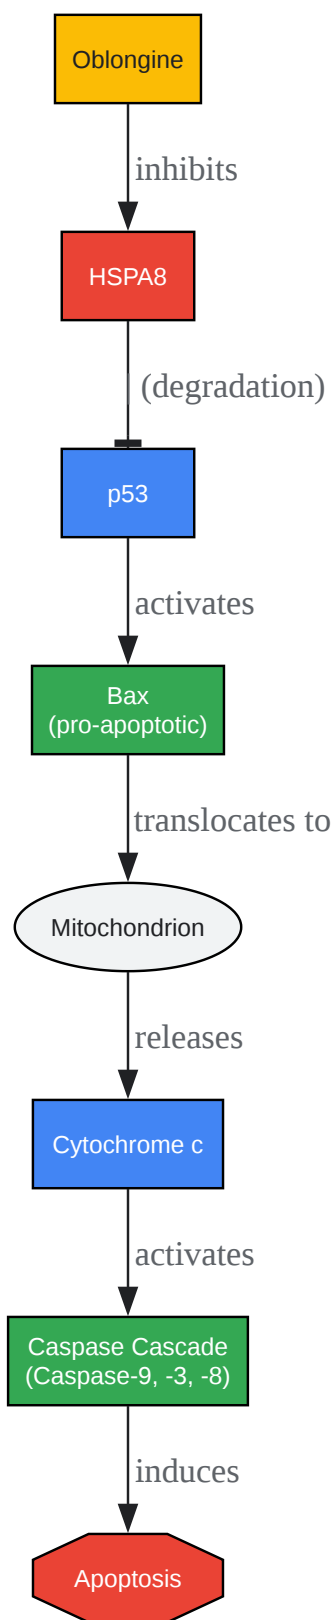 Oblongine
inhibits
HSPA8
(degradation)
p53
activates
Bax
(pro-apoptotic)
translocates to
Mitochondrion
releases
Cytochrome c
activates
Caspase Cascade
(Caspase-9, -3, -8)
induces
Apoptosis